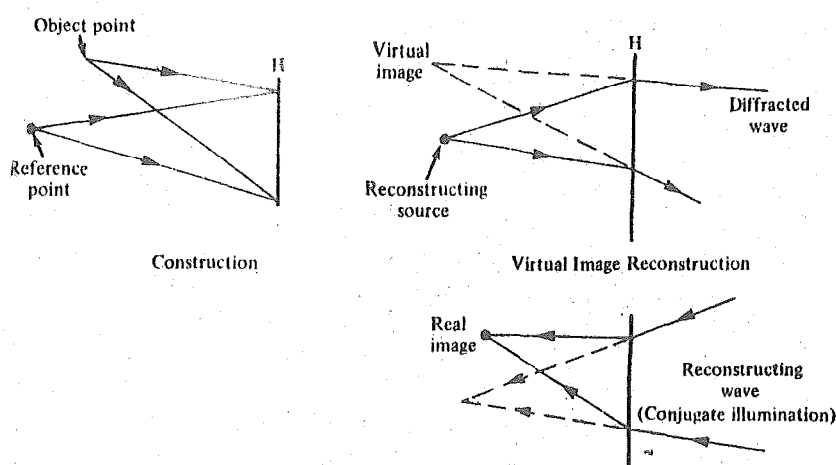 Object point
H
Reference
point
Construction
Virtual
image
H
Diffracted
wave
Reconstructing
source
Virtual Image Reconstruction
Real
image
Reconstructing
wave
(Conjugate illumination)